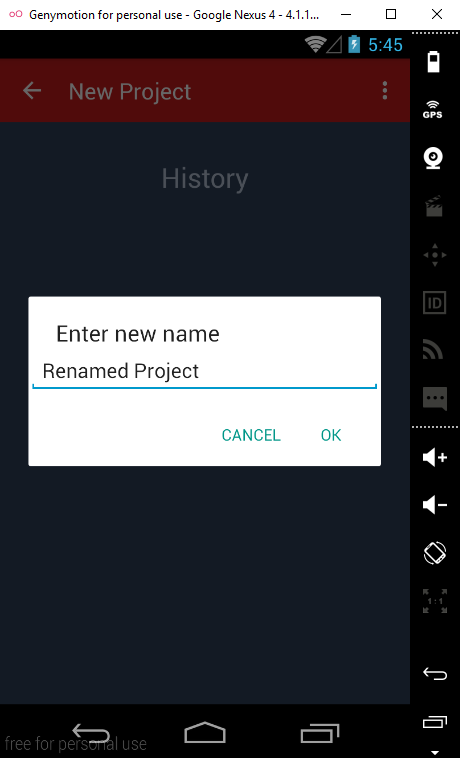 Genymotion for personal use - Google Nexus 4 - 4.1.1...
5:45
New Project
GPS
History
ID
Enter new name
Renamed Project
CANCEL
OK
1:1
free for personal use